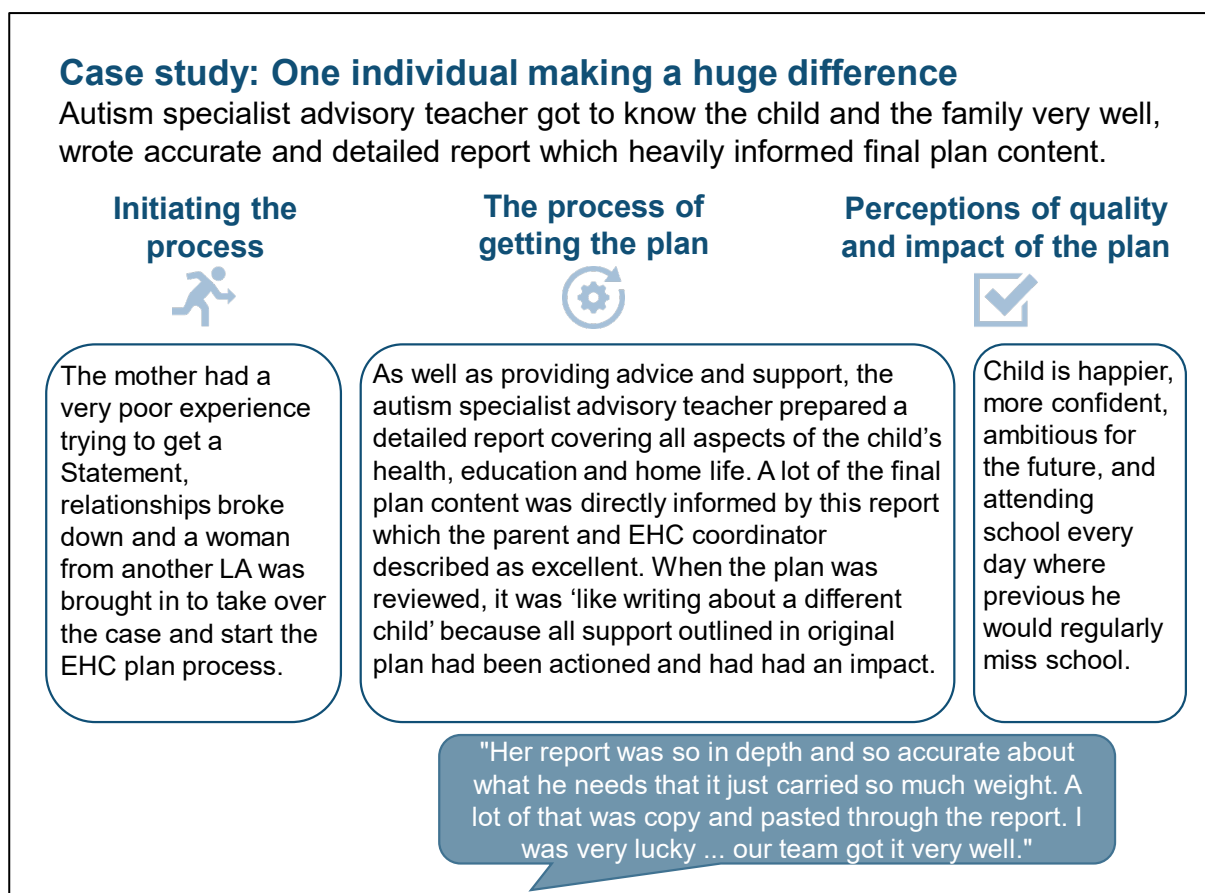 Case study: One individual making a huge difference
Autism specialist advisory teacher got to know the child and the family very well,
wrote accurate and detailed report which heavily informed final plan content.
Initiating the
process
The process of
getting the plan
Perceptions of quality
and impact of the plan
The mother had a
very poor experience
trying to get a
Statement,
relationships broke
down and a woman
from another LA was
brought in to take over
the case and start the
EHC plan process.
As well as providing advice and support, the
autism specialist advisory teacher prepared a
detailed report covering all aspects of the child’s
health, education and home life. A lot of the final
plan content was directly informed by this report
which the parent and EHC coordinator
described as excellent. When the plan was
reviewed, it was ‘like writing about a different
child’ because all support outlined in original
plan had been actioned and had had an impact.
Child is happier,
more confident,
ambitious for
the future, and
attending
school every
day where
previous he
would regularly
miss school.
"Her report was so in depth and so accurate about
what he needs that it just carried so much weight. A
lot of that was copy and pasted through the report. I
was very lucky ... our team got it very well."